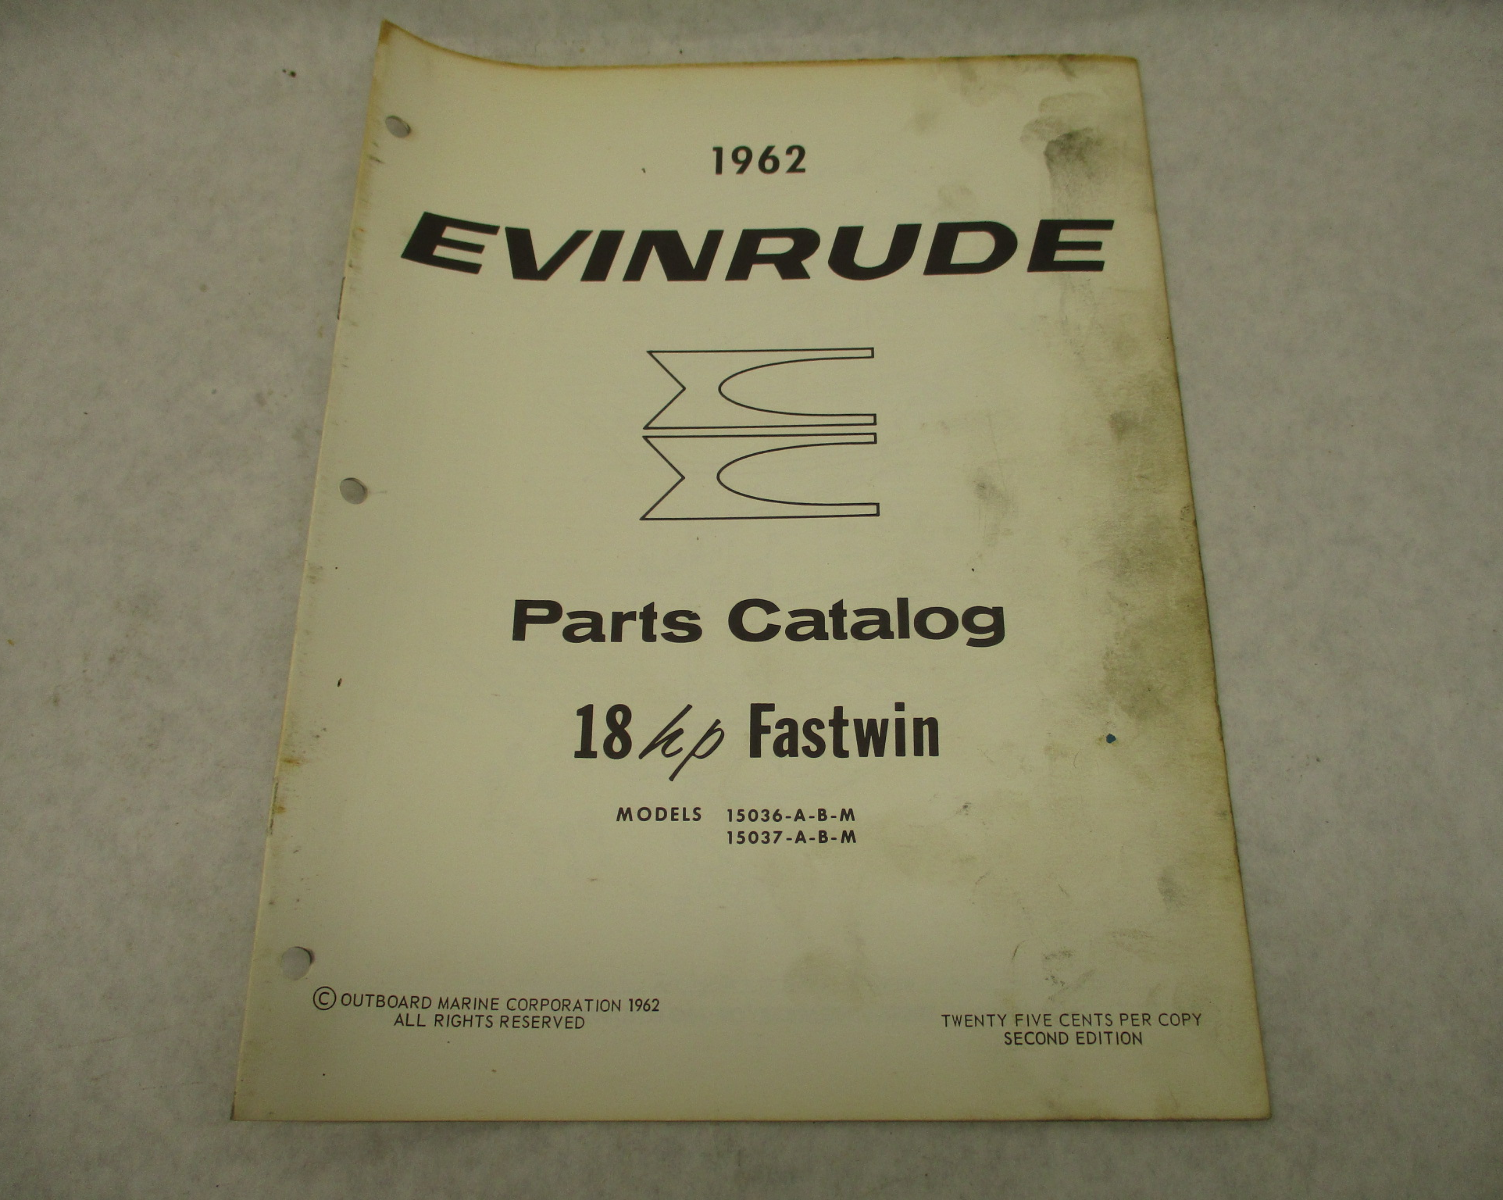 1962
EVINRUDE
Parts Catalog
18 hp Fastwin
MODELS 15036-A-B-M
15037-A-B-M
© OUTBOARD MARINE CORPORATION 1962
ALL RIGHTS RESERVED
TWENTY FIVE CENTS PER COPY
SECOND EDITION